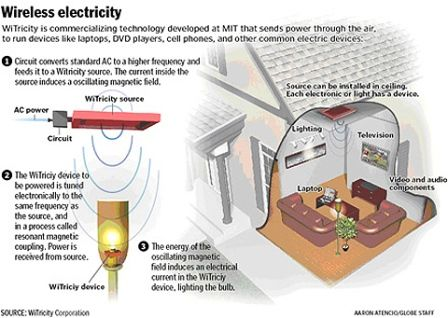 Wireless electricity
WiTricity is commercializing technology developed at MIT that sends power through the air,
to run devices like laptops, DVD players, cell phones, and other common electric devices:
1 Circuit converts standard AC to a higher frequency and
feeds it to a Witricity source. The current inside the
source induces a oscillating magnetic field.
WiTricity source
AC power
Circuit
2 The WiTriciy device to
be powered is tuned
electronically to the
same frequency as
the source, and
in a process called
resonant magnetic
coupling. Power is
received from source.
WiTriciy device
3 The energy of the
oscillating magnetic
field induces an electrical
current in the WiTriciy
device, lighting the bulb.
Source can be installed in ceiling.
Each electronic or light has a device.
Lighting
Television
Laptop
Video and audio
components
SOURCE: WiTricity Corporation
AARON ATENCIO/GLOBE STAFF